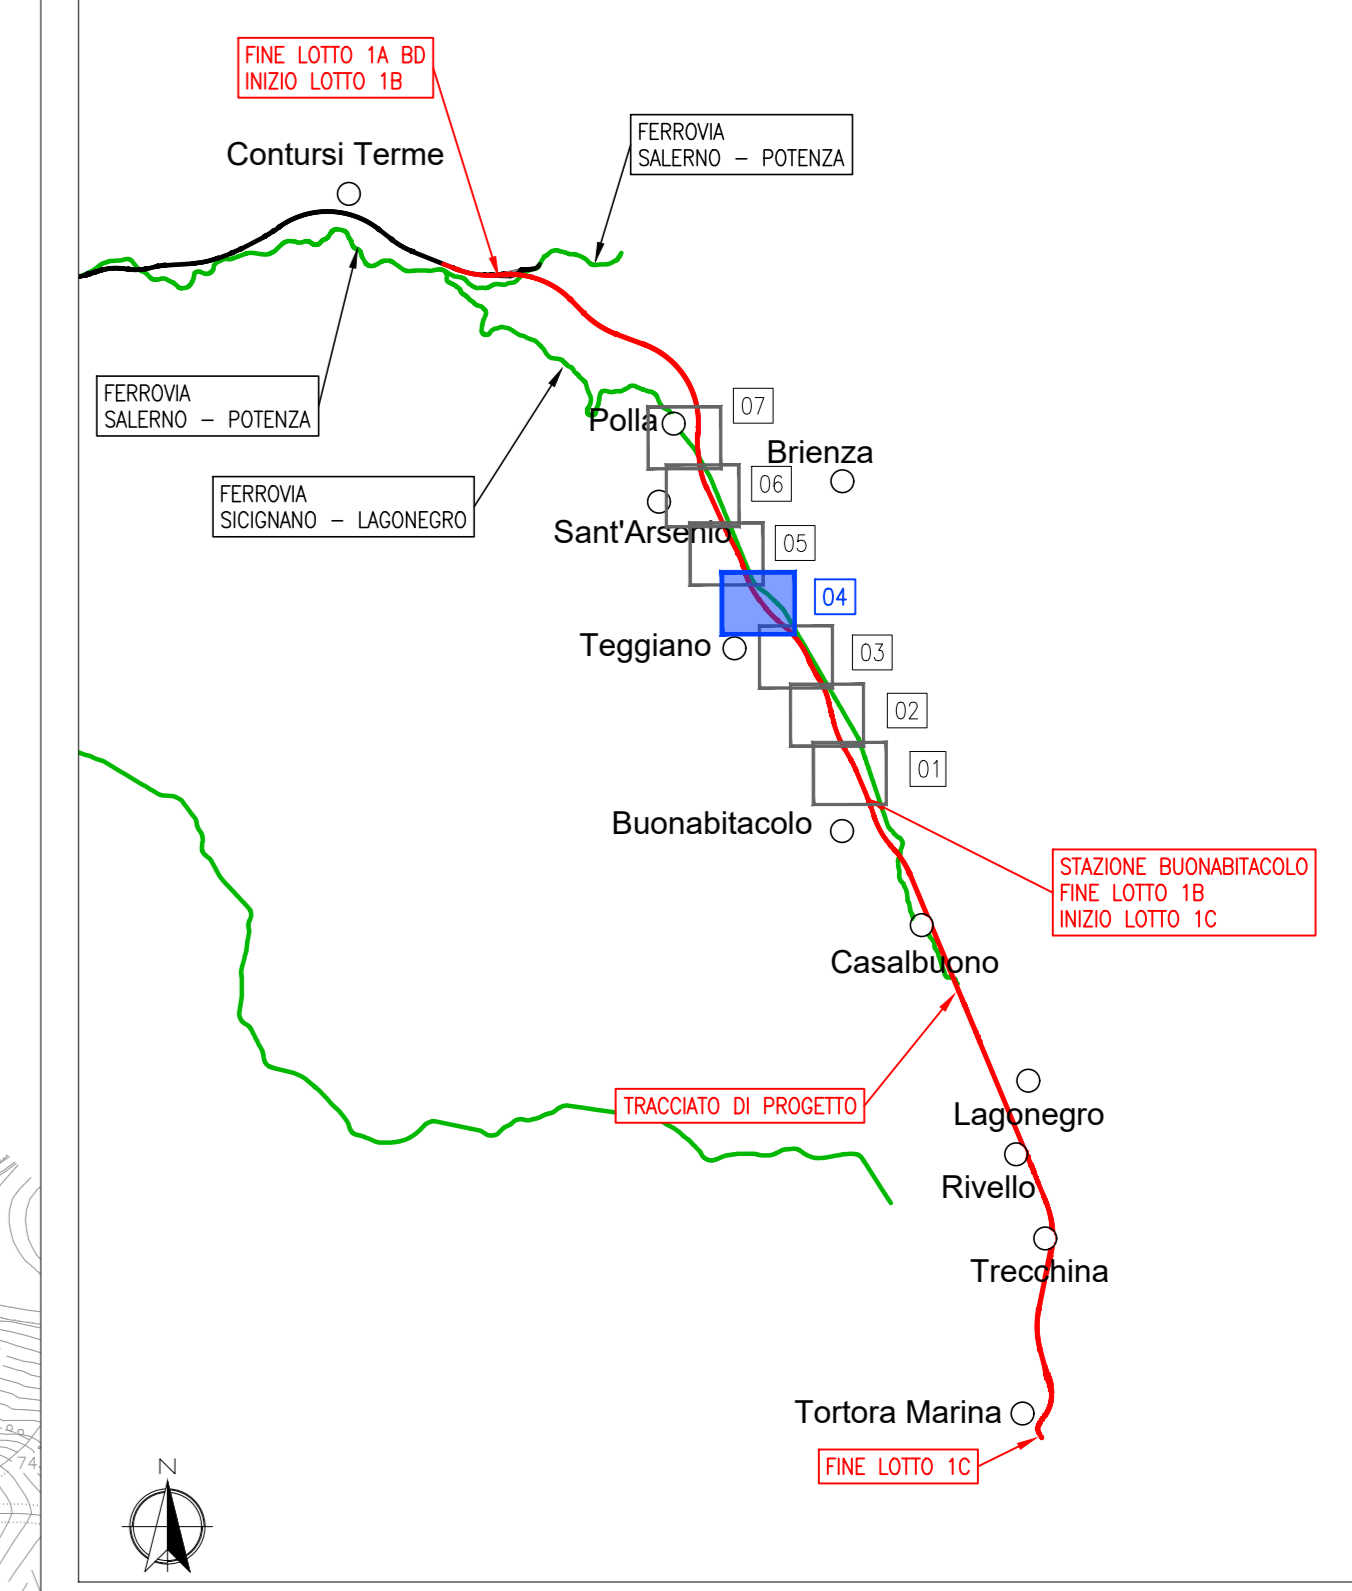 FINE LOTTO 1A BD
INIZIO LOTTO 1B
FERROVIA
SALERNO – POTENZA
Contursi Terme
FERROVIA
SALERNO – POTENZA
FERROVIA
SICIGNANO – LAGONEGRO
Polla
07
Brienza
06
Sant'Arsenio
05
04
Teggiano
03
02
01
Buonabitacolo
STAZIONE BUONABITACOLO
FINE LOTTO 1B
INIZIO LOTTO 1C
Casalbuono
TRACCIATO DI PROGETTO
Lagonegro
Rivello
Trecchina
Tortora Marina
FINE LOTTO 1C
N
74